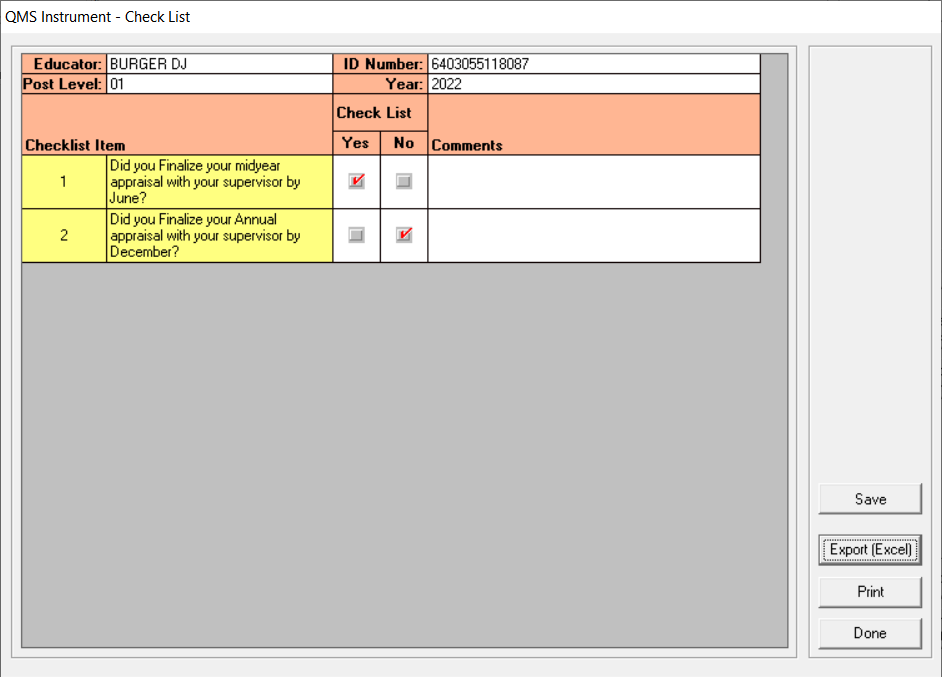 QMS Instrument - Check List
Educator: BURGER DJ ID Number: 6403055118087
Post Level: 01 Year: 2022
Check List
Checklist Item Yes No Comments
1 Did you Finalize your midyear
appraisal with your supervisor by
June?
2 Did you Finalize your Annual
appraisal with your supervisor by
December?
Save
Export (Excel)
Print
Done